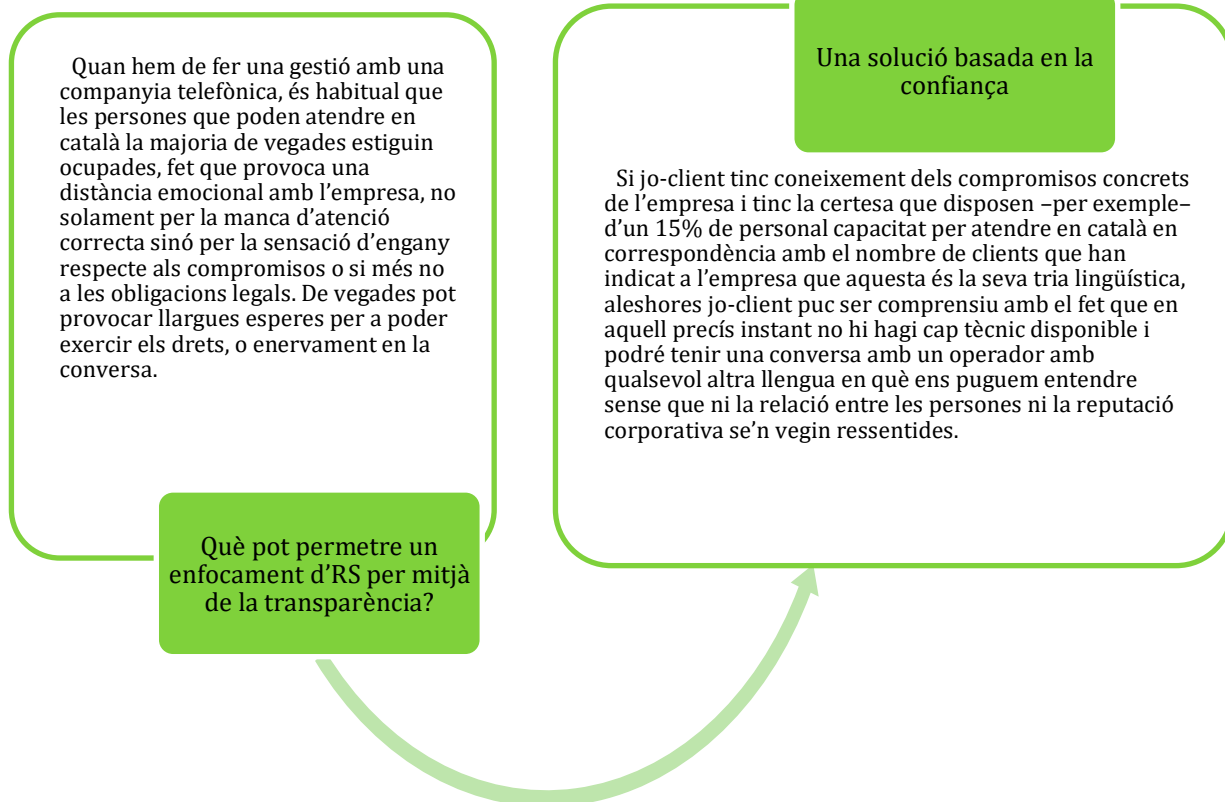 Quan hem de fer una gestió amb una
companyia telefònica, és habitual que
les persones que poden atendre en
català la majoria de vegades estiguin
ocupades, fet que provoca una
distància emocional amb l’empresa, no
solament per la manca d’atenció
correcta sinó per la sensació d’engany
respecte als compromisos o si més no
a les obligacions legals. De vegades pot
provocar llargues esperes per a poder
exercir els drets, o enervament en la
conversa.
Què pot permetre un
enfocament d’RS per mitjà
de la transparència?
Una solució basada en la
confiança
Si jo-client tinc coneixement dels compromisos concrets
de l’empresa i tinc la certesa que disposen –per exemple–
d’un 15% de personal capacitat per atendre en català en
correspondència amb el nombre de clients que han
indicat a l’empresa que aquesta és la seva tria lingüística,
aleshores jo-client puc ser comprensiu amb el fet que en
aquell precís instant no hi hagi cap tècnic disponible i
podré tenir una conversa amb un operador amb
qualsevol altra llengua en què ens puguem entendre
sense que ni la relació entre les persones ni la reputació
corporativa se’n vegin ressentides.